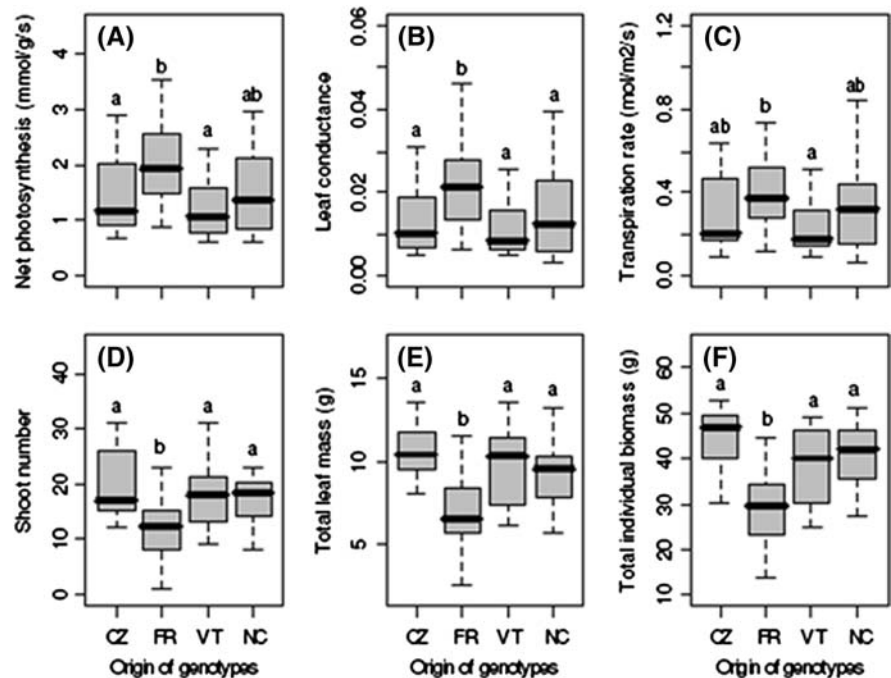 (A)
Net photosynthesis (mmol/g/s)
0 1 2 3 4
a b a ab
(B)
Leaf conductance
0.00 0.02 0.04 0.06
a b a a
(C)
Transpiration rate (mol/m2/s)
0.0 0.4 0.8 1.2
ab b a ab
(D)
Shoot number
0 10 20 30 40
a b a a
CZ FR VT NC
Origin of genotypes
(E)
Total leaf mass (g)
5 10 15
a b a a
CZ FR VT NC
Origin of genotypes
(F)
Total individual biomass (g)
10 20 30 40 50 60
a b a a
CZ FR VT NC
Origin of genotypes